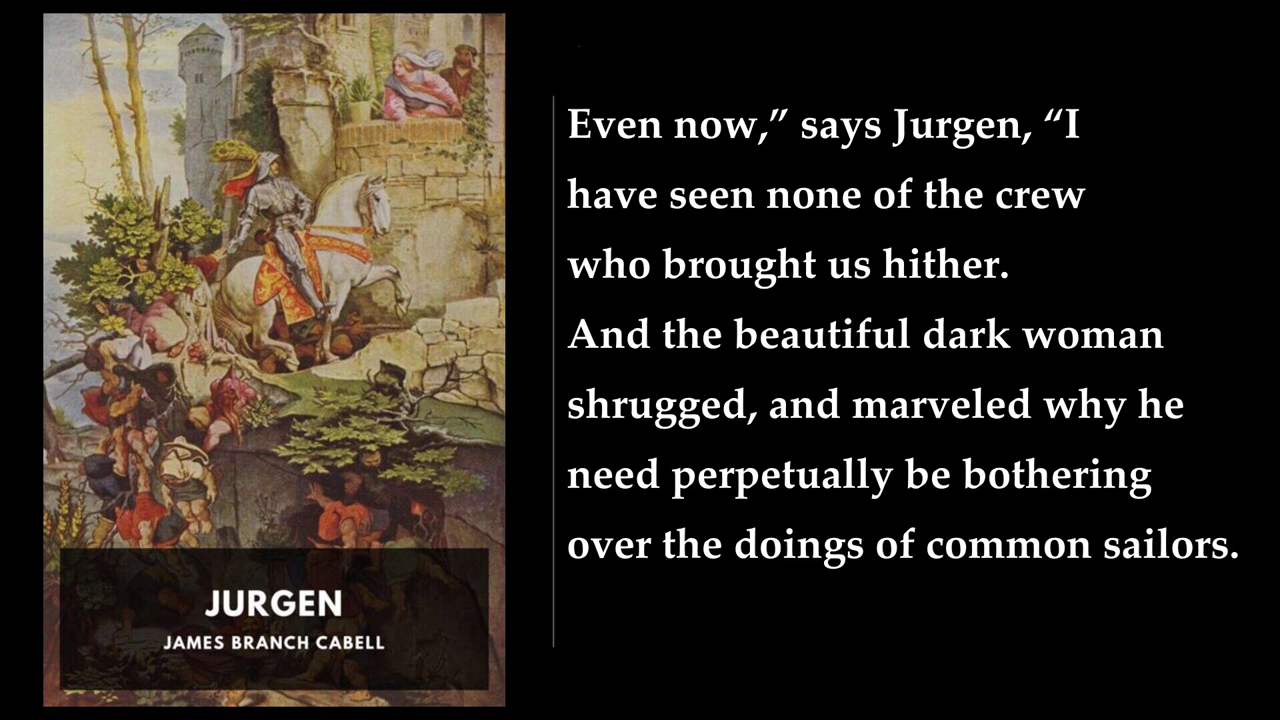 JURGEN
JAMES BRANCH CABELL
Even now,” says Jurgen, “I
have seen none of the crew
who brought us hither.
And the beautiful dark woman
shrugged, and marveled why he
need perpetually be bothering
over the doings of common sailors.